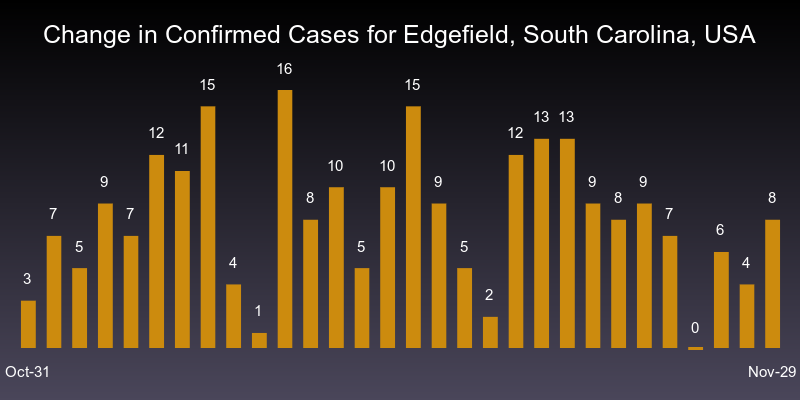 Change in Confirmed Cases for Edgefield, South Carolina, USA
3 7 5 9 7 12 11 15 4 1 16 8 10 5 10 15 9 5 2 12 13 13 9 8 9 7 0 6 4 8
Oct-31 Nov-29